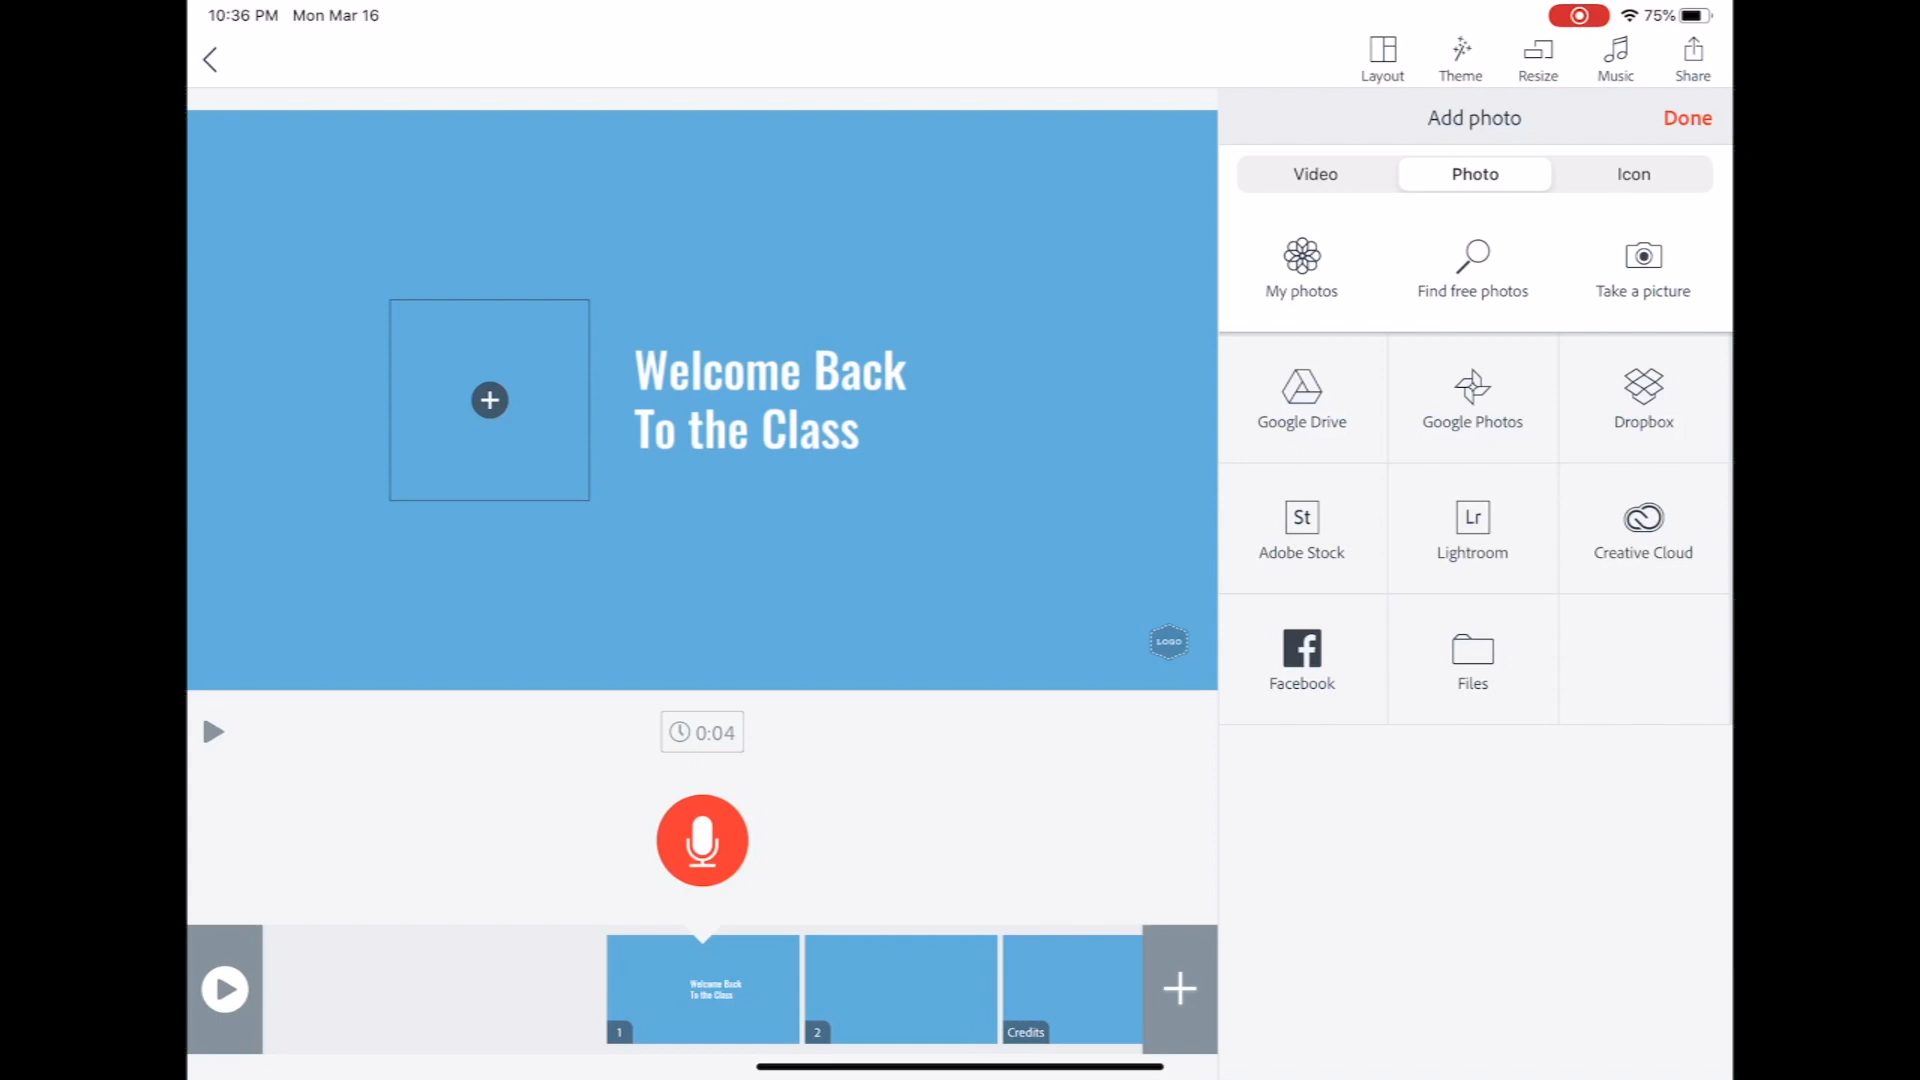 10:36 PM Mon Mar 16
75%
Layout
Theme
Resize
Music
Share
Add photo
Done
Video
Photo
Icon
My photos
Find free photos
Take a picture
Google Drive
Google Photos
Dropbox
St
Adobe Stock
Lr
Lightroom
Creative Cloud
Facebook
Files
Welcome Back
To the Class
LOGO
0:04
Welcome Back
To the Class
1
2
Credits